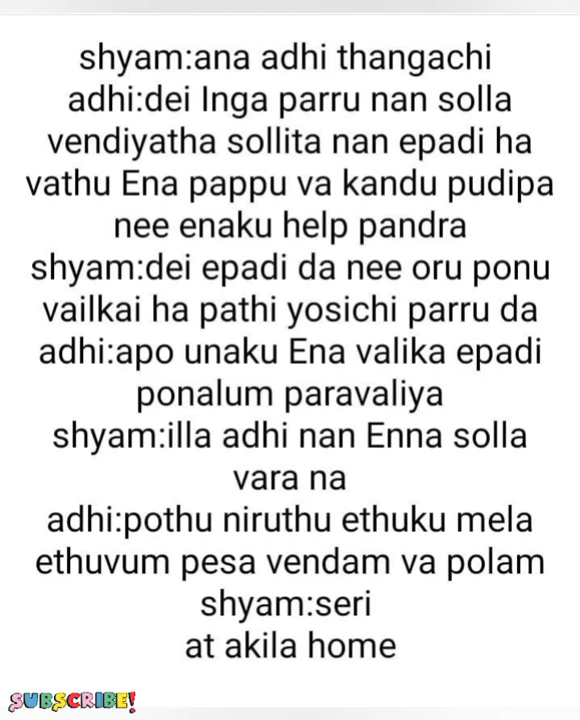 shyam:ana adhi thangachi
adhi:dei Inga parru nan solla
vendiyatha sollita nan epadi ha
vathu Ena pappu va kandu pudipa
nee enaku help pandra
shyam:dei epadi da nee oru ponu
vailkai ha pathi yosichi parru da
adhi:apo unaku Ena valika epadi
ponalum paravaliya
shyam:illa adhi nan Enna solla
vara na
adhi:pothu niruthu ethuku mela
ethuvum pesa vendam va polam
shyam:seri
at akila home
SUBSCRIBE!